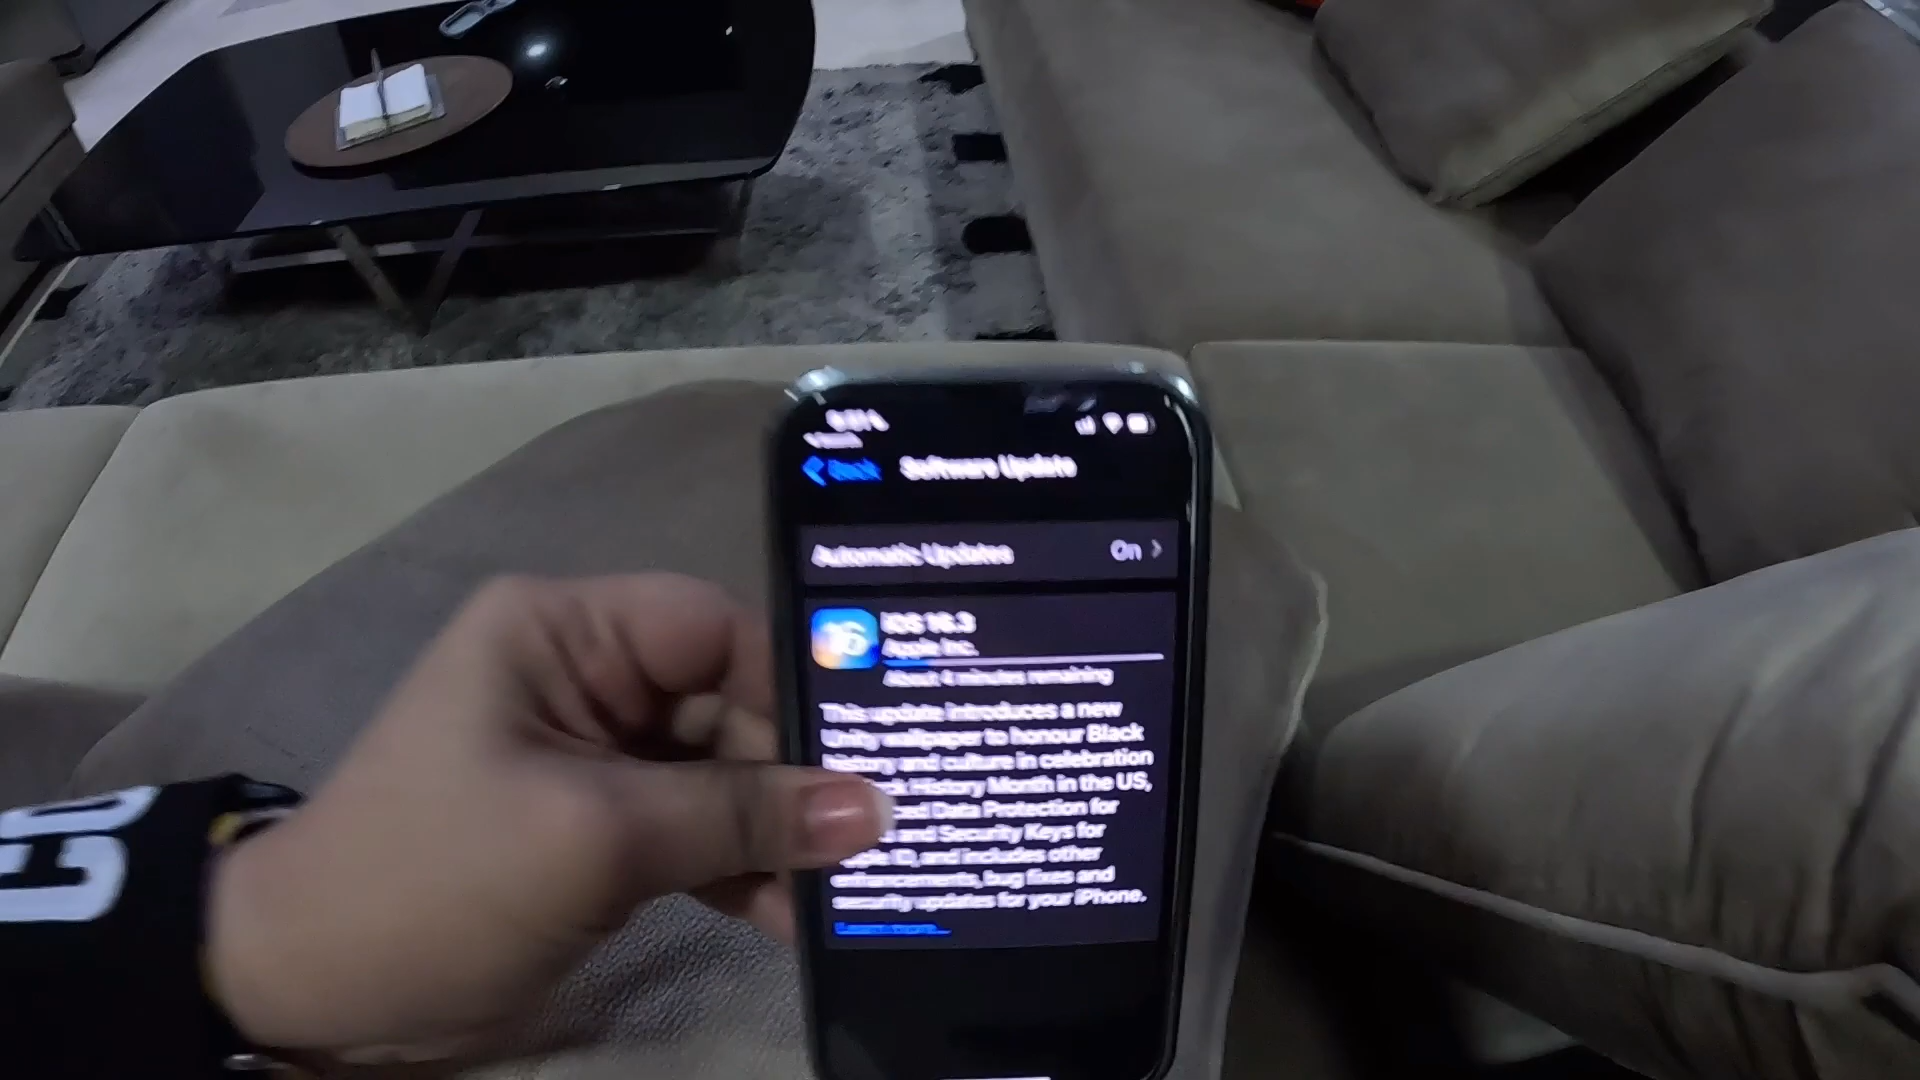 Back Software Update
Automatic Updates On
16
iOS 16.3
Apple Inc.
About 4 minutes remaining
This update introduces a new
Unity wallpaper to honour Black
history and culture in celebration
History Month in the US,
Data Protection for
and Security Keys for
ID, and includes other
enhancements, bug fixes and
security updates for your iPhone.